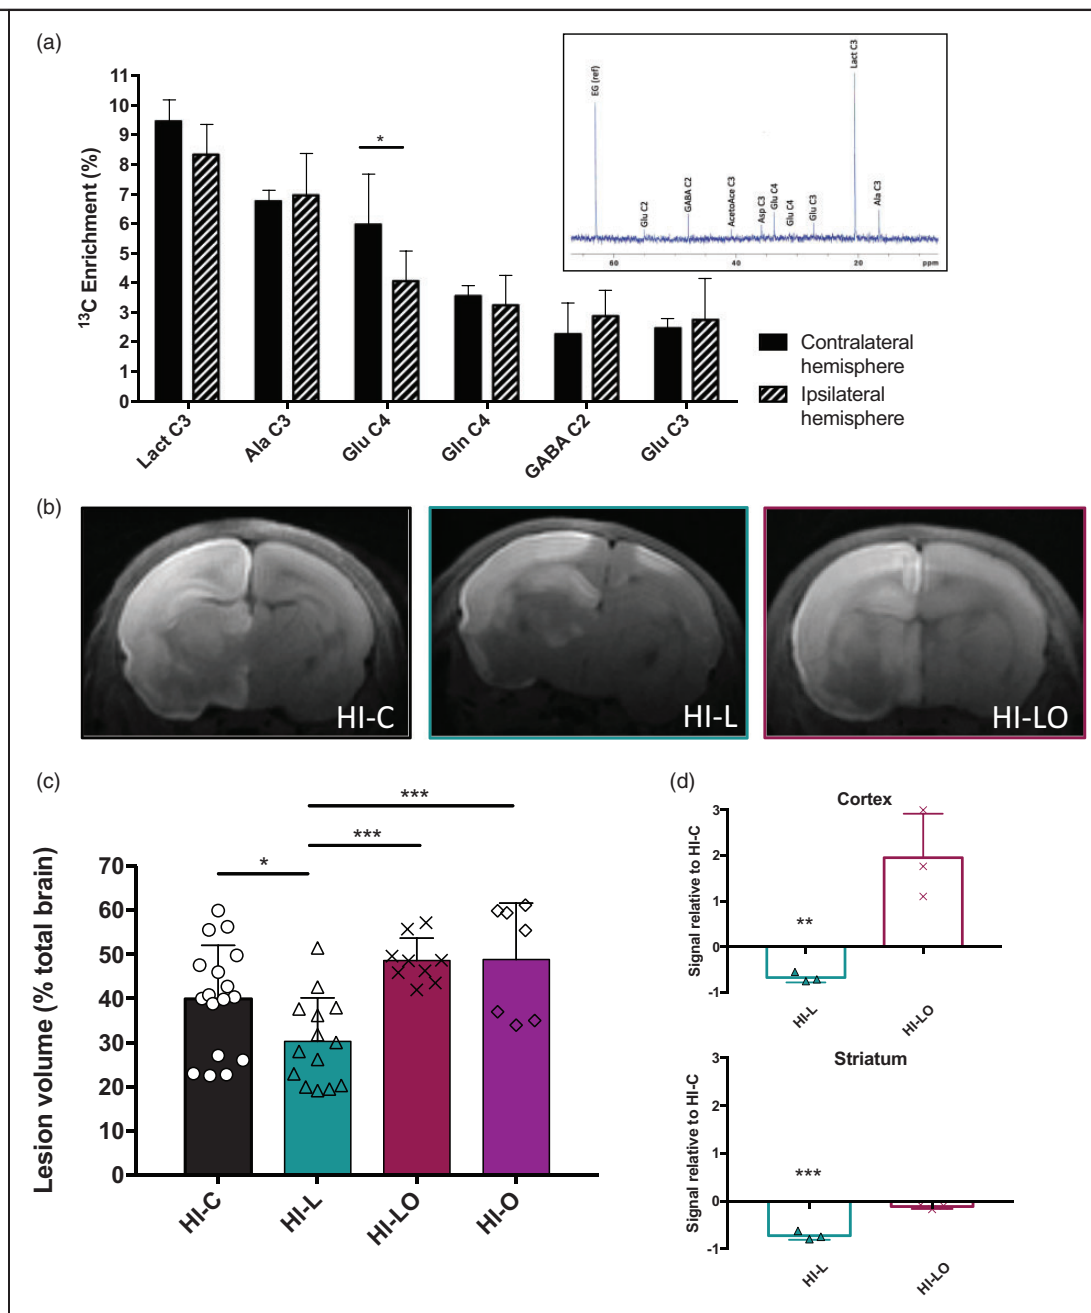 (a)
11
10
9
8
7
6
5
4
3
2
1
0
¹³C Enrichment (%)
*
Lact C3
Ala C3
Glu C4
Gln C4
GABA C2
Glu C3
EG (ref)
Glu C2
GABA C2
AcetoAce C3
Asp C3
Glu C4
Glu C4
Glu C3
Lact C3
Ala C3
60
40
20
ppm
Contralateral
hemisphere
Ipsilateral
hemisphere
(b)
HI-C
HI-L
HI-LO
(c)
***
***
*
70
60
50
40
30
20
10
0
Lesion volume (% total brain)
HI-C
HI-L
HI-LO
HI-O
(d)
Cortex
3
2
1
0
-1
Signal relative to HI-C
**
HI-L
HI-LO
Striatum
3
2
1
0
-1
Signal relative to HI-C
***
HI-L
HI-LO